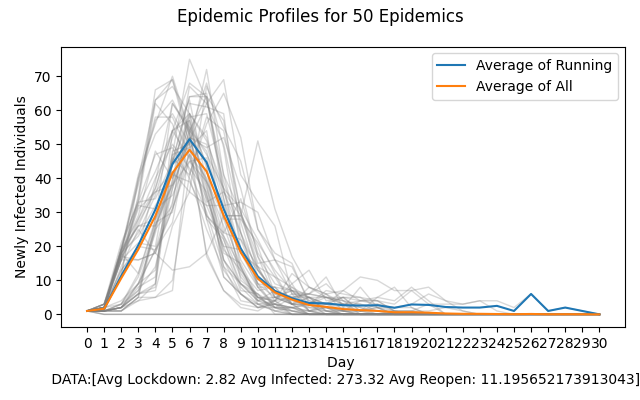 Epidemic Profiles for 50 Epidemics
Average of Running
Average of All
Newly Infected Individuals
70
60
50
40
30
20
10
0
0 1 2 3 4 5 6 7 8 9 10 11 12 13 14 15 16 17 18 19 20 21 22 23 24 25 26 27 28 29 30
Day
DATA:[Avg Lockdown: 2.82 Avg Infected: 273.32 Avg Reopen: 11.195652173913043]